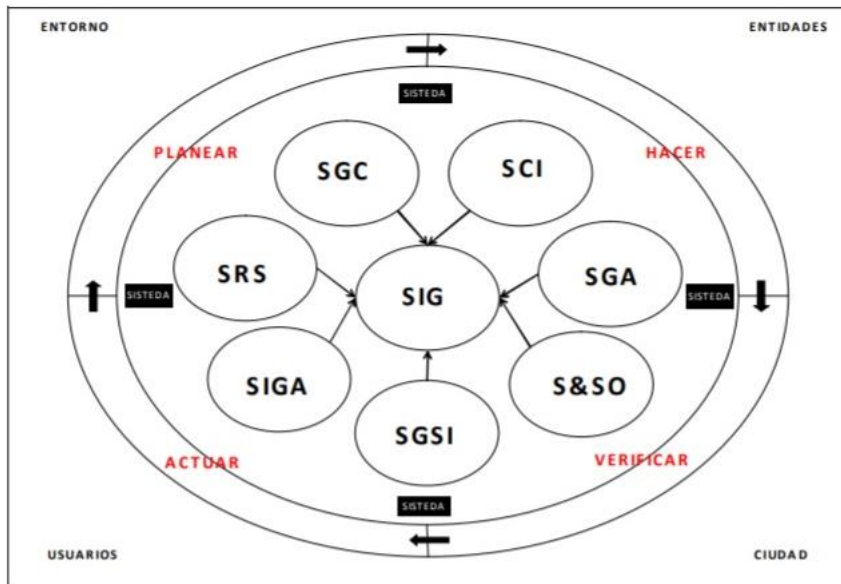 ENTORNO
ENTIDADES
SISTEDA
PLANEAR
HACER
SGC
SCI
SRS
SIG
SGA
SISTEDA
SISTEDA
SIGA
S&SO
SGSI
ACTUAR
VERIFICAR
SISTEDA
USUARIOS
CIUDAD